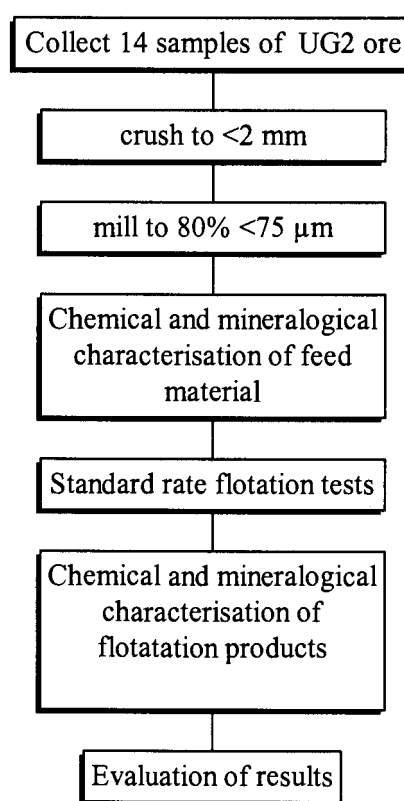 Collect 14 samples of UG2 ore
crush to <2 mm
mill to 80% <75 µm
Chemical and mineralogical
characterisation of feed
material
Standard rate flotation tests
Chemical and mineralogical
characterisation of
flotatation products
Evaluation of results